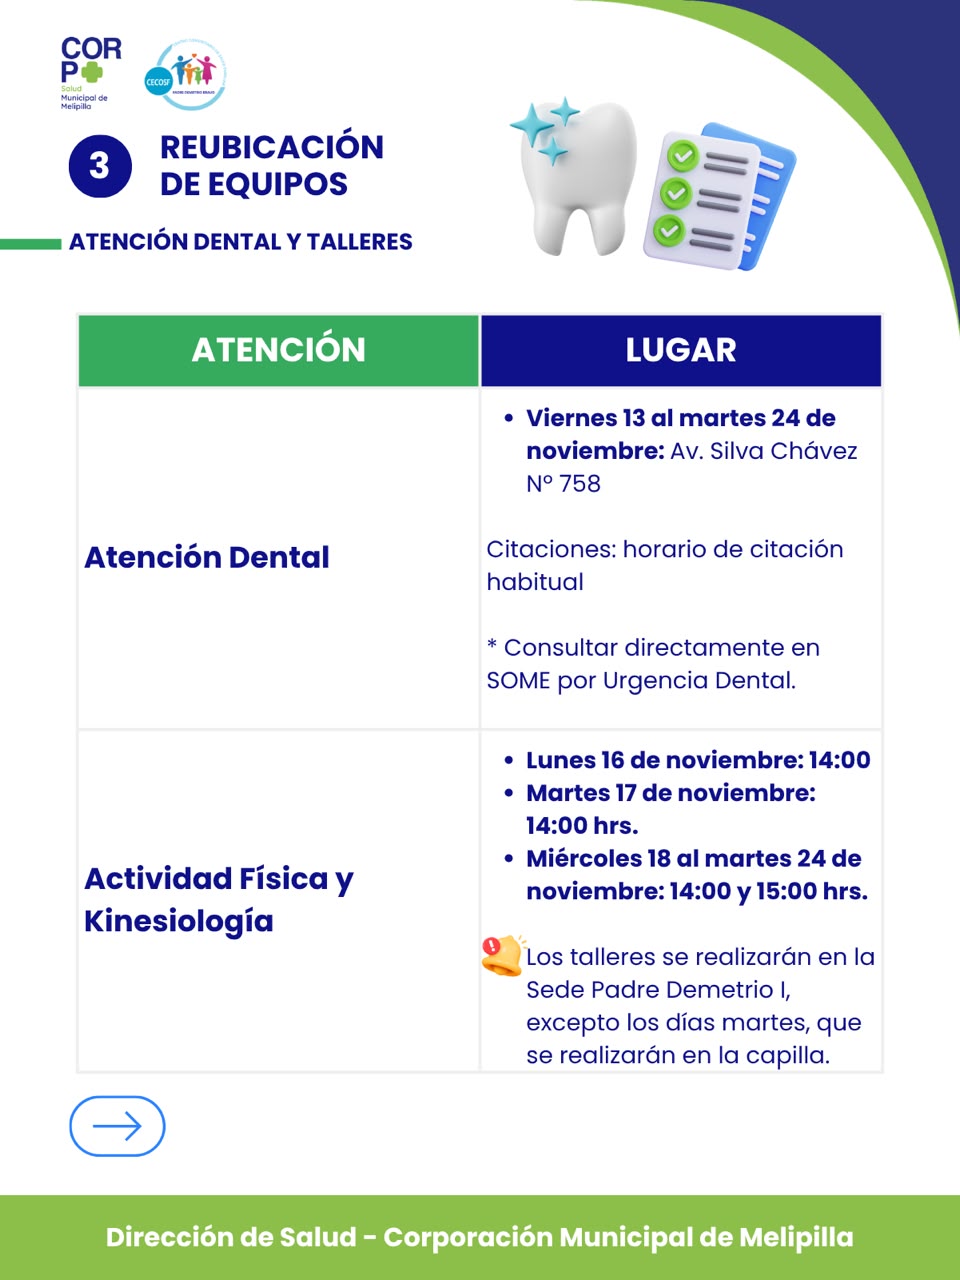 COR
P
Salud
Municipal de
Melipilla
CECOSF
PADRE DEMETRIO BRAVO
3
REUBICACIÓN
DE EQUIPOS
ATENCIÓN DENTAL Y TALLERES
ATENCIÓN
LUGAR
Atención Dental
• Viernes 13 al martes 24 de
noviembre: Av. Silva Chávez
N° 758
Citaciones: horario de citación
habitual
* Consultar directamente en
SOME por Urgencia Dental.
Actividad Física y
Kinesiología
• Lunes 16 de noviembre: 14:00
• Martes 17 de noviembre:
14:00 hrs.
• Miércoles 18 al martes 24 de
noviembre: 14:00 y 15:00 hrs.
Los talleres se realizarán en la
Sede Padre Demetrio I,
excepto los días martes, que
se realizarán en la capilla.
Dirección de Salud - Corporación Municipal de Melipilla